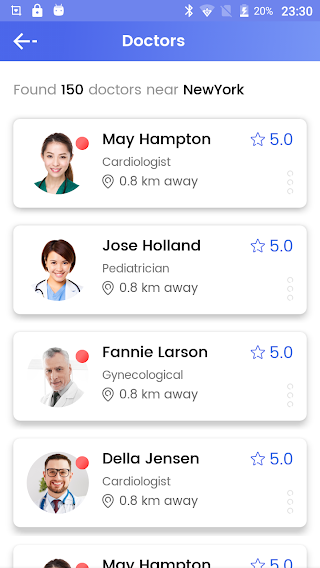 20% 23:30
Doctors
Found 150 doctors near NewYork
May Hampton 5.0
Cardiologist
0.8 km away
Jose Holland 5.0
Pediatrician
0.8 km away
Fannie Larson 5.0
Gynecological
0.8 km away
Della Jensen 5.0
Cardiologist
0.8 km away
May Hampton 5.0